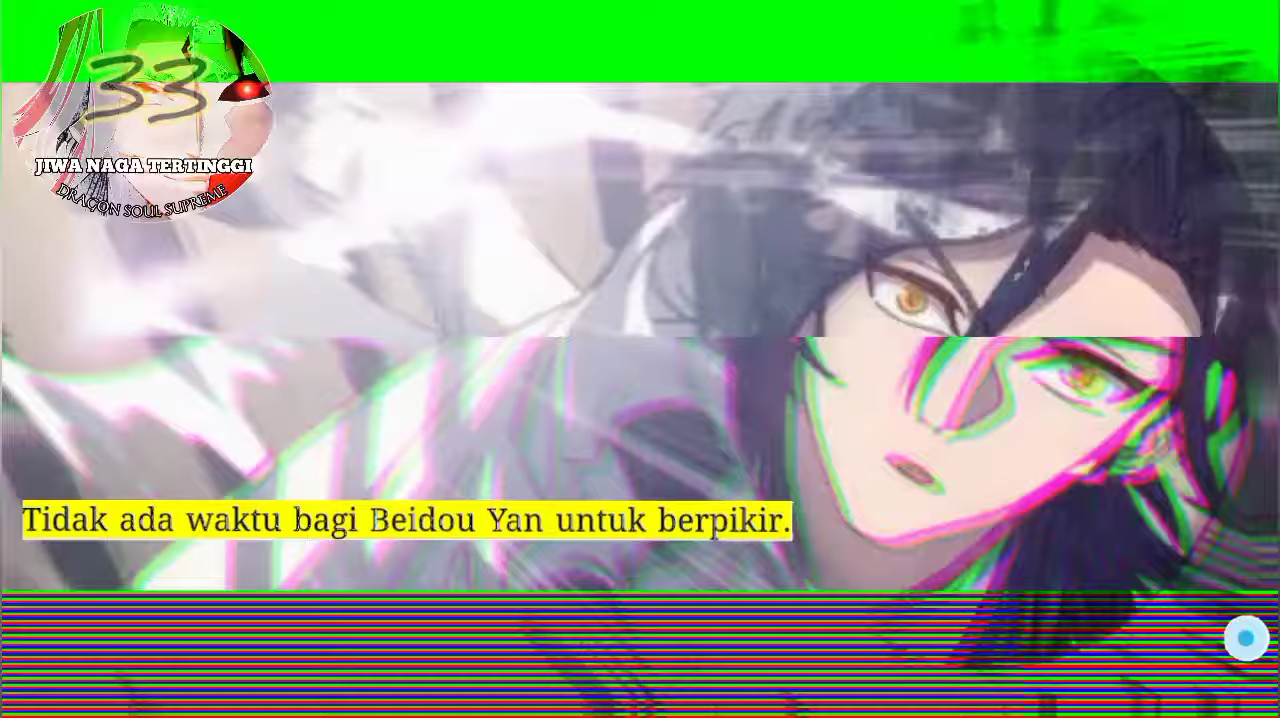 33
JIWA NAGA TERTINGGI
DRAGON SOUL SUPREME
Tidak ada waktu bagi Beidou Yan untuk berpikir.